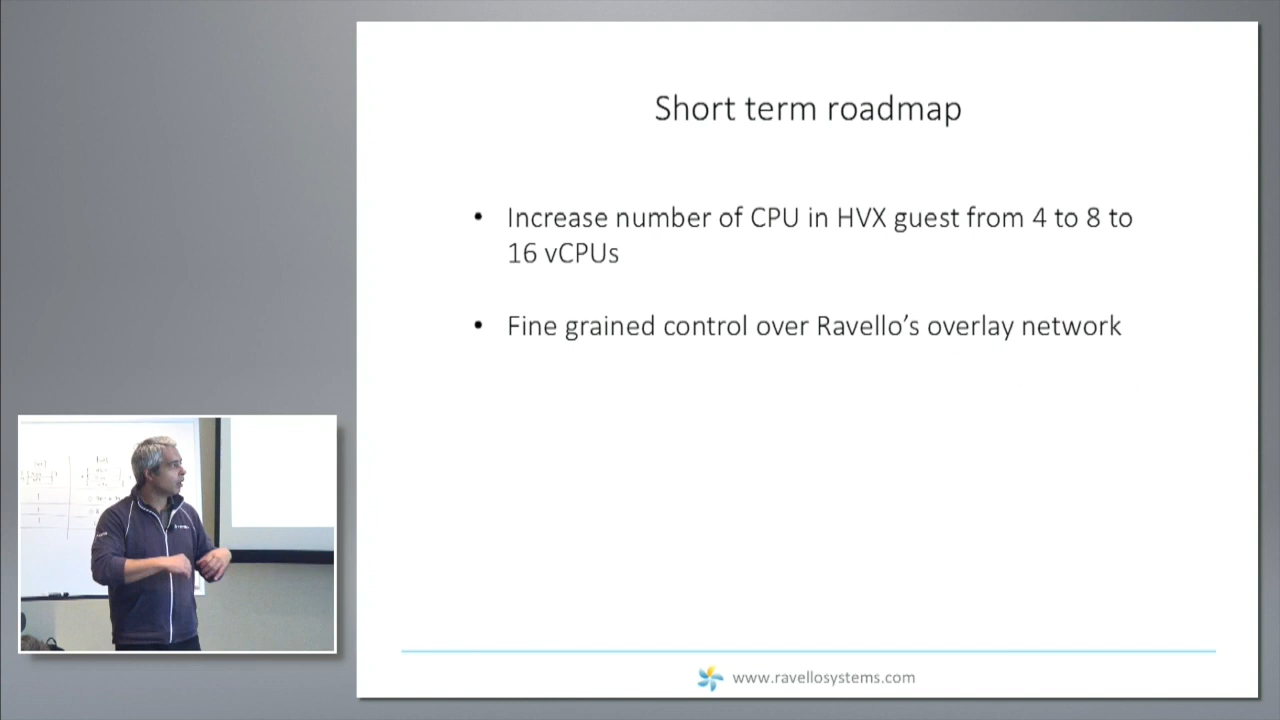 Short term roadmap
• Increase number of CPU in HVX guest from 4 to 8 to
16 vCPUs
• Fine grained control over Ravello’s overlay network
www.ravellosystems.com